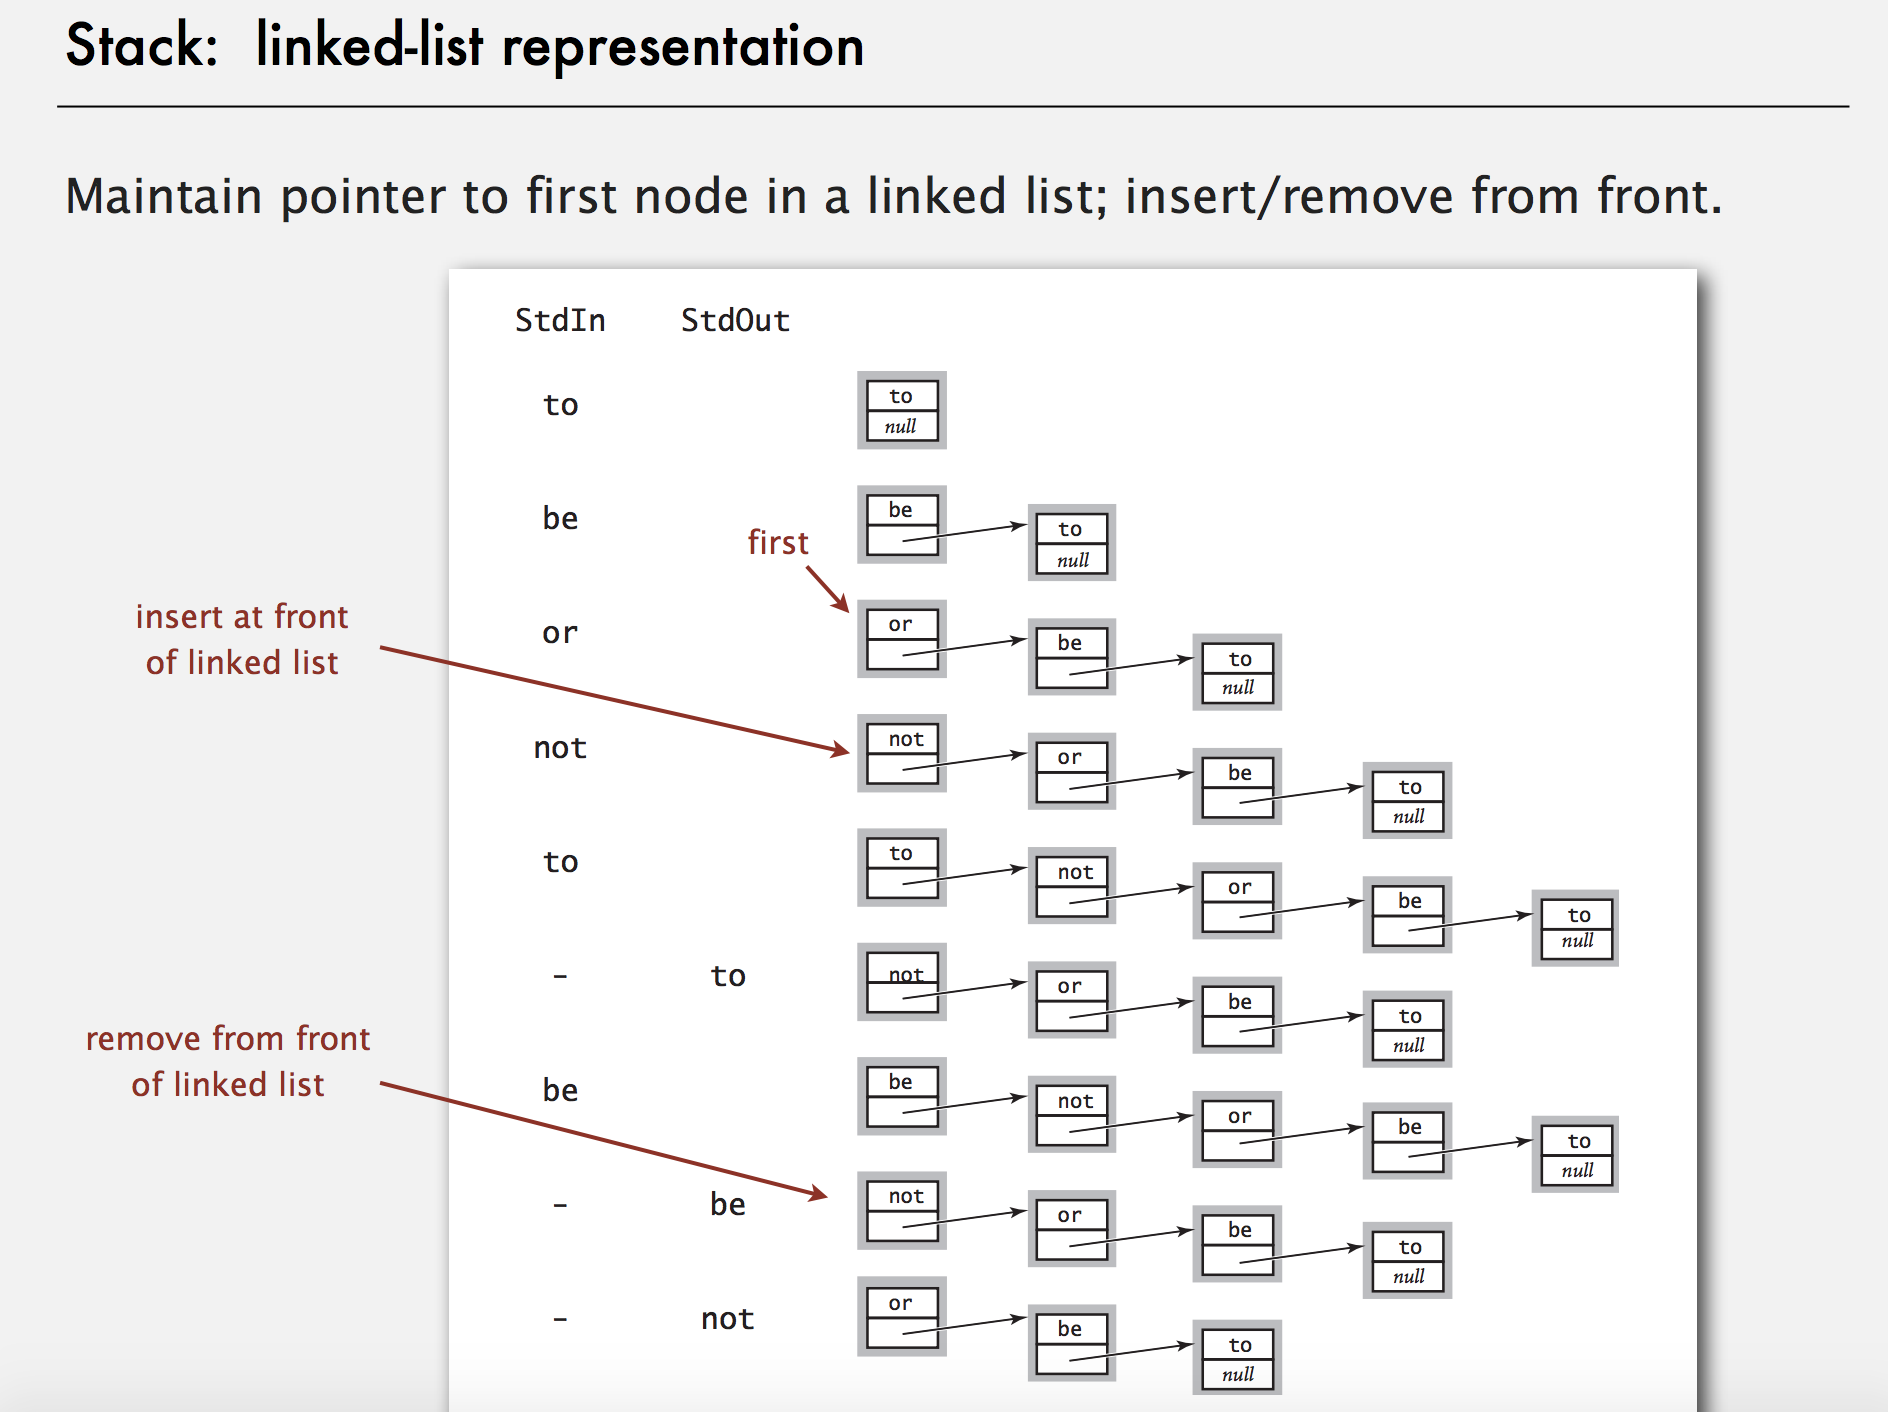 Stack: linked-list representation
Maintain pointer to first node in a linked list; insert/remove from front.
StdIn StdOut
to
to
null
be
be
to
null
first
insert at front
of linked list
or
or
be
to
null
not
not
or
be
to
null
to
to
not
or
be
to
null
- to
not
or
be
to
null
remove from front
of linked list
be
be
not
or
be
to
null
- be
not
or
be
to
null
- not
or
be
to
null